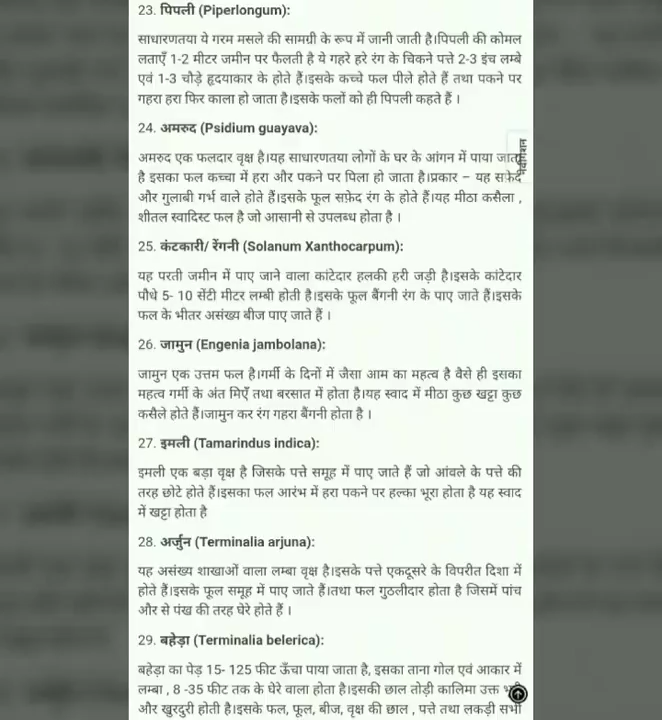 23. पिपली (Piperlongum):
साधारणतया ये गरम मसले की सामग्री के रूप में जानी जाती है।पिपली की कोमल
लताएँ 1-2 मीटर जमीन पर फैलती है ये गहरे हरे रंग के चिकने पत्ते 2-3 इंच लम्बे
एवं 1-3 चौड़े हृदयाकार के होते हैं।इसके कच्चे फल पीले होते हैं तथा पकने पर
गहरा हरा फिर काला हो जाता है।इसके फलों को ही पिपली कहते हैं ।
24. अमरुद (Psidium guayava):
अमरुद एक फलदार वृक्ष है।यह साधारणतया लोगों के घर के आंगन में पाया जाता
है इसका फल कच्चा में हरा और पकने पर पिला हो जाता है।प्रकार – यह सफ़ेद
और गुलाबी गर्भ वाले होते हैं।इसके फूल सफ़ेद रंग के होते हैं।यह मीठा कसैला ,
शीतल स्वादिस्ट फल है जो आसानी से उपलब्ध होता है ।
25. कंटकारी/ रेंगनी (Solanum Xanthocarpum):
यह परती जमीन में पाए जाने वाला कांटेदार हलकी हरी जड़ी है।इसके कांटेदार
पौधे 5- 10 सेंटी मीटर लम्बी होती है।इसके फूल बैंगनी रंग के पाए जाते हैं।इसके
फल के भीतर असंख्य बीज पाए जाते हैं ।
26. जामुन (Engenia jambolana):
जामुन एक उत्तम फल है।गर्मी के दिनों में जैसा आम का महत्व है वैसे ही इसका
महत्व गर्मी के अंत मिएँ तथा बरसात में होता है।यह स्वाद में मीठा कुछ खट्टा कुछ
कसैले होते हैं।जामुन कर रंग गहरा बैंगनी होता है ।
27. इमली (Tamarindus indica):
इमली एक बड़ा वृक्ष है जिसके पत्ते समूह में पाए जाते हैं जो आंवले के पत्ते की
तरह छोटे होते हैं।इसका फल आरंभ में हरा पकने पर हल्का भूरा होता है यह स्वाद
में खट्टा होता है
28. अर्जुन (Terminalia arjuna):
यह असंख्य शाखाओं वाला लम्बा वृक्ष है।इसके पत्ते एकदूसरे के विपरीत दिशा में
होते हैं।इसके फूल समूह में पाए जाते हैं।तथा फल गुठलीदार होता है जिसमें पांच
और से पंख की तरह घेरे होते हैं ।
29. बहेड़ा (Terminalia belerica):
बहेड़ा का पेड़ 15- 125 फीट ऊँचा पाया जाता है, इसका ताना गोल एवं आकार में
लम्बा , 8 -35 फीट तक के घेरे वाला होता है।इसकी छाल तोड़ी कालिमा उक्त
और खुरदुरी होती है।इसके फल, फूल, बीज, वृक्ष की छाल , पत्ते तथा लकड़ी सभी